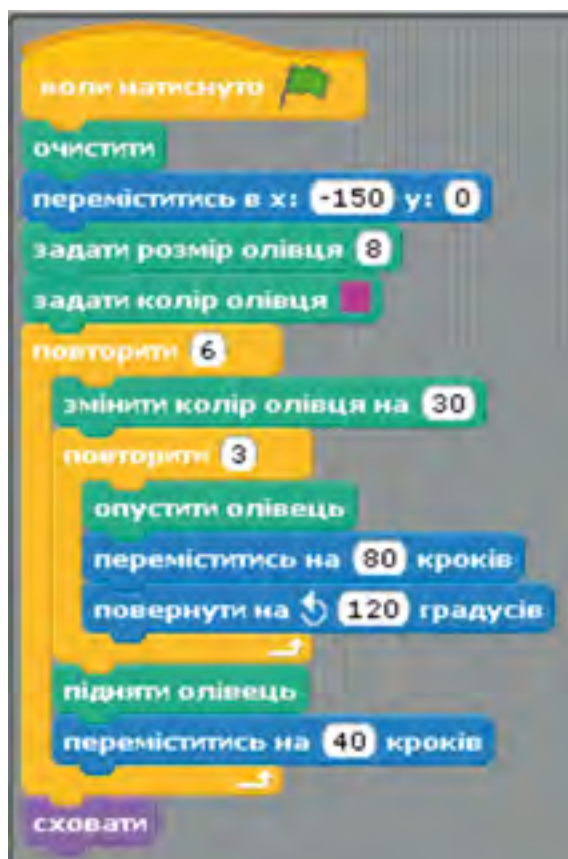 коли натиснуто
очистити
переміститись в x: -150 y: 0
задати розмір олівця 8
задати колір олівця
повторити 6
змінити колір олівця на 30
повторити 3
опустити олівець
переміститись на 80 кроків
повернути на 120 градусів
підняти олівець
переміститись на 40 кроків
сховати